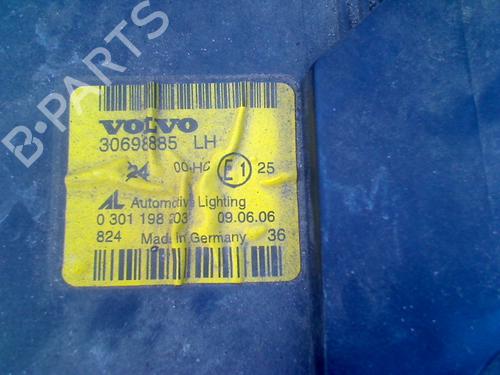 B-PARTS
VOLVO
30698885 LH
24 00 HC E1 25
AL Automotive Lighting
0 301 198 203 09.06.06
824 Made in Germany 36